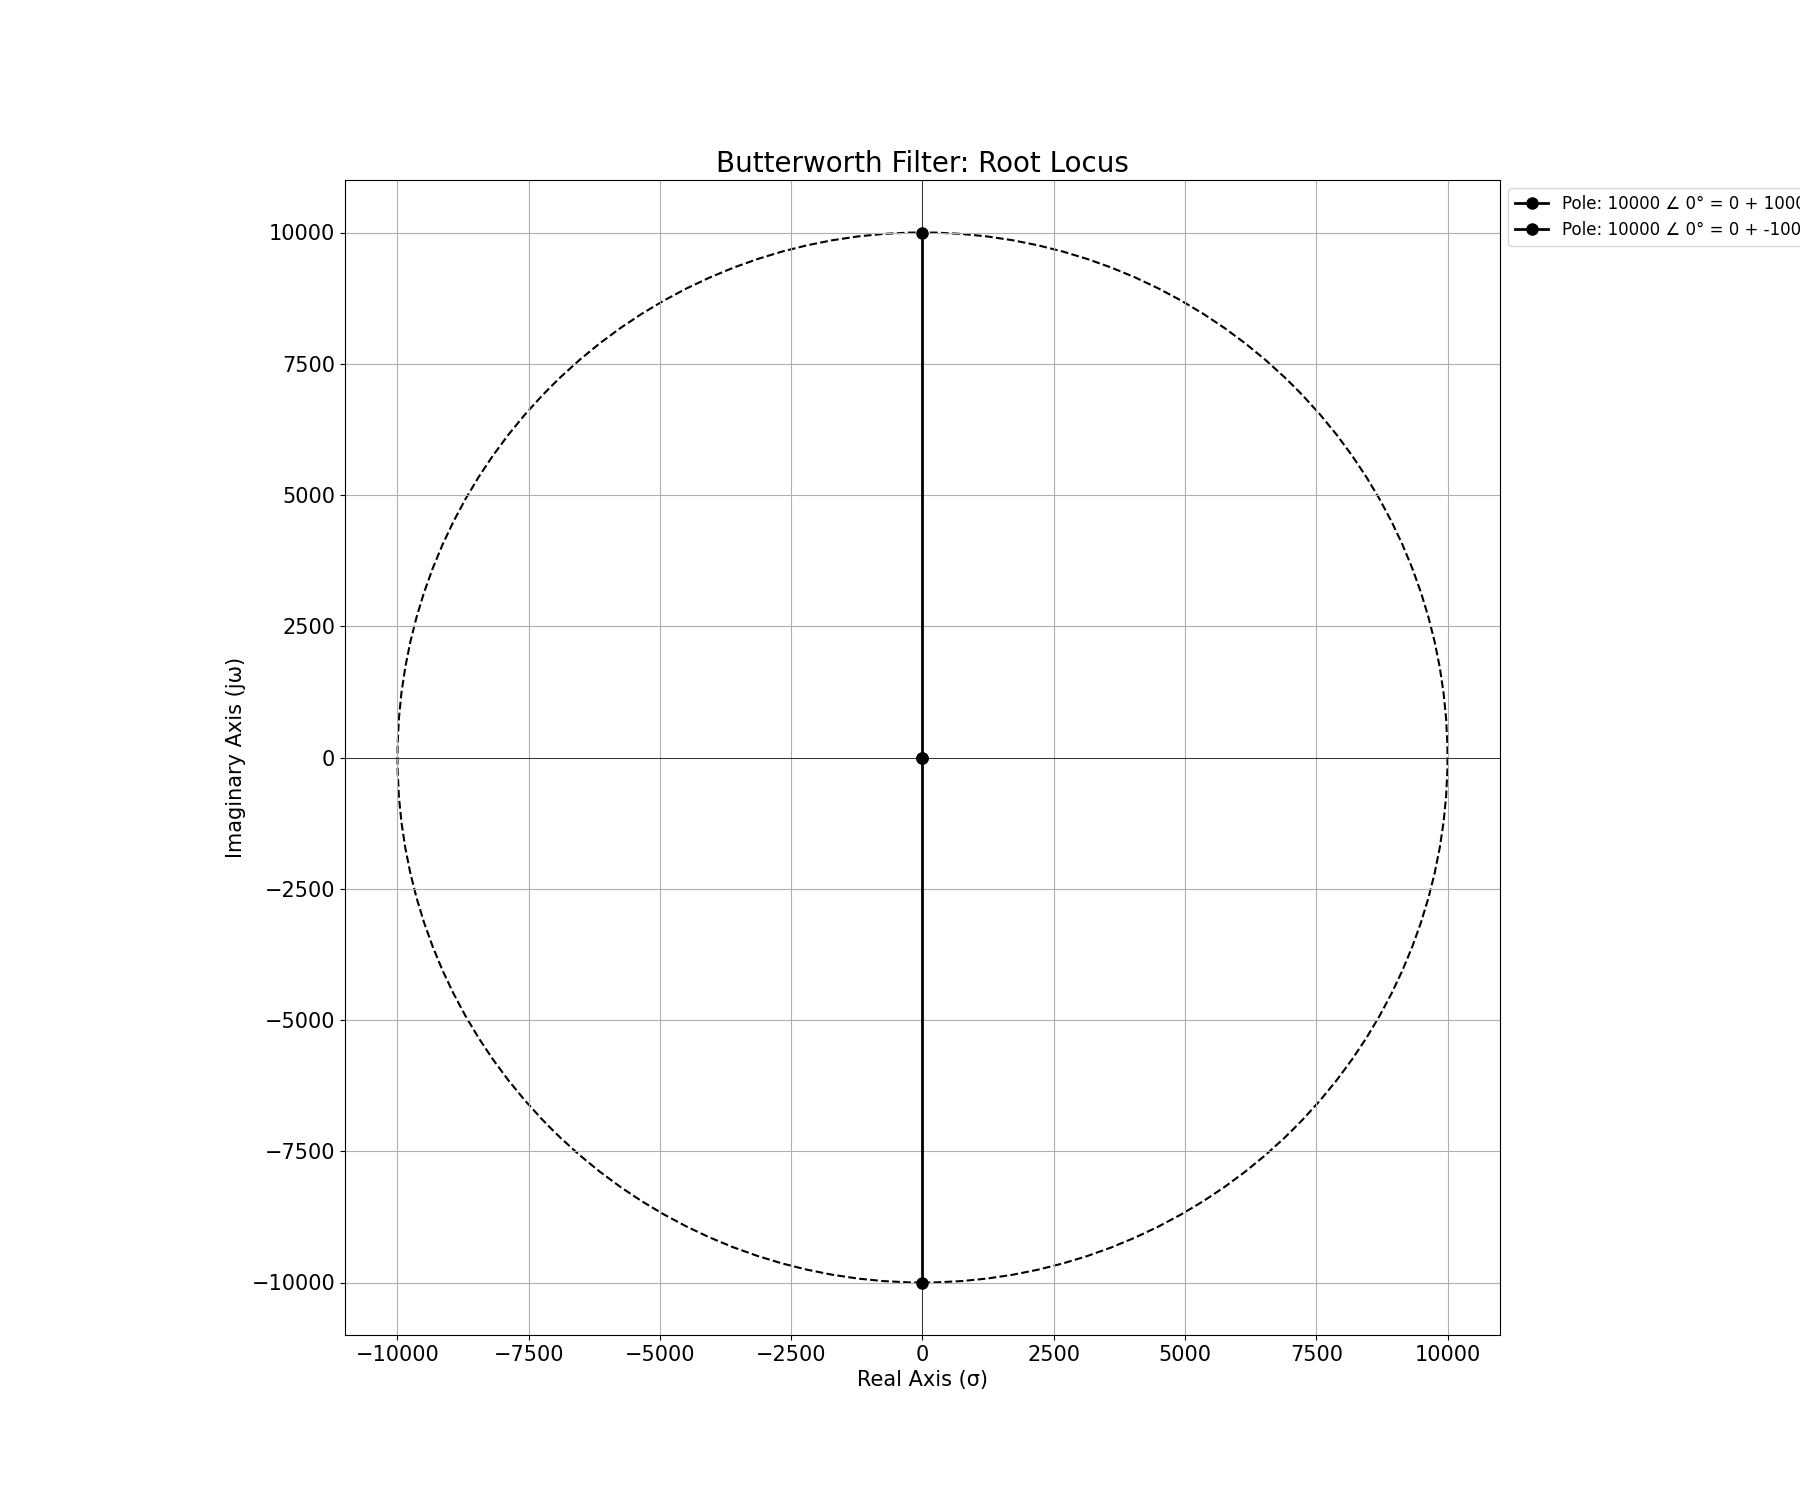 Butterworth Filter: Root Locus
Pole: 10000 ∠ 0° = 0 + 1000
Pole: 10000 ∠ 0° = 0 + -100
10000
7500
5000
2500
0
−2500
−5000
−7500
−10000
Imaginary Axis (jω)
−10000 −7500 −5000 −2500 0 2500 5000 7500 10000
Real Axis (σ)